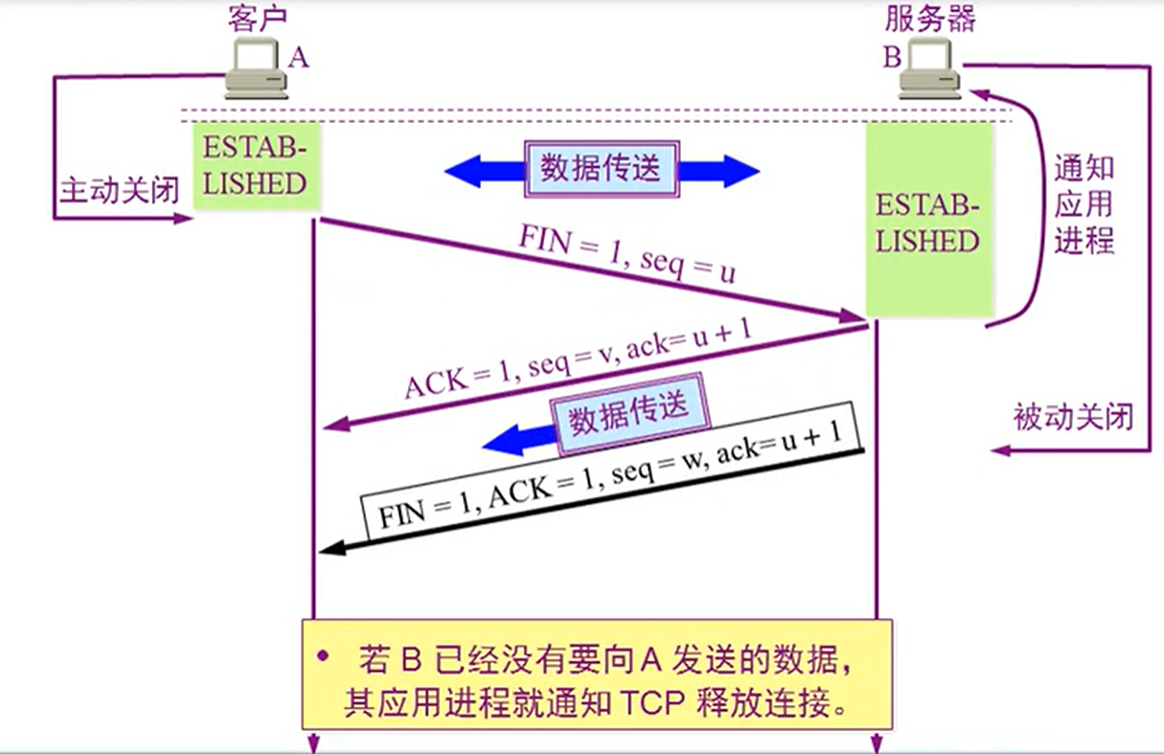 客户
服务器
A
B
ESTAB-
LISHED
数据传送
主动关闭
ESTAB-
LISHED
通知
应用
进程
FIN = 1, seq = u
ACK = 1, seq = v, ack= u + 1
数据传送
被动关闭
FIN = 1, ACK = 1, seq = w, ack= u + 1
• 若 B 已经没有要向 A 发送的数据，
其应用进程就通知 TCP 释放连接。